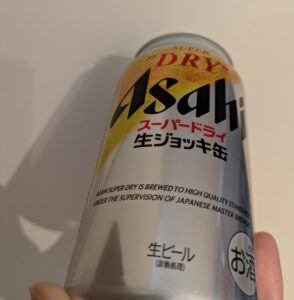 SUPER
"DRY"
Asahi
スーパードライ
生ジョッキ缶
ASAHI SUPER DRY IS BREWED TO HIGH QUALITY STANDARDS
UNDER THE SUPERVISION OF JAPANESE MASTER BREWERS
生ビール
(非熱処理)
お酒